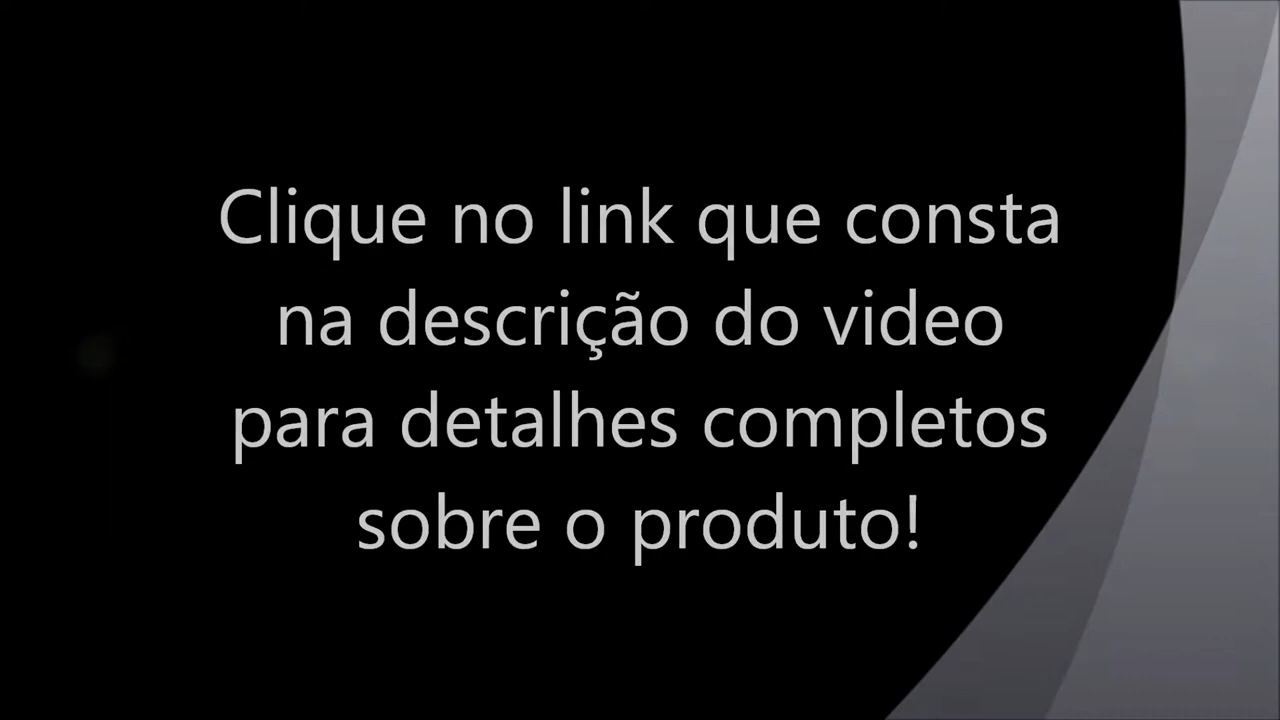 Clique no link que consta
na descrição do video
para detalhes completos
sobre o produto!